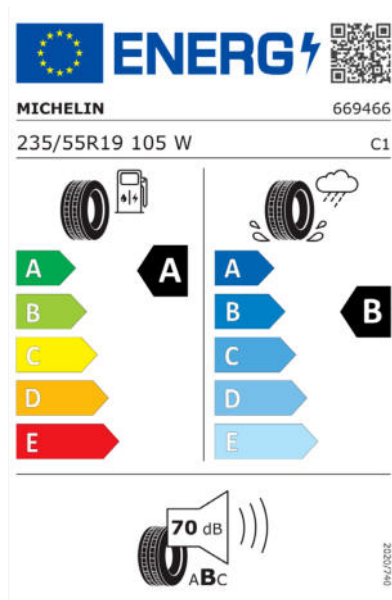 ENERG
MICHELIN 669466
235/55R19 105 W C1
A A
B
C
D
E
A
B B
C
D
E
70 dB
ABC
2020/740